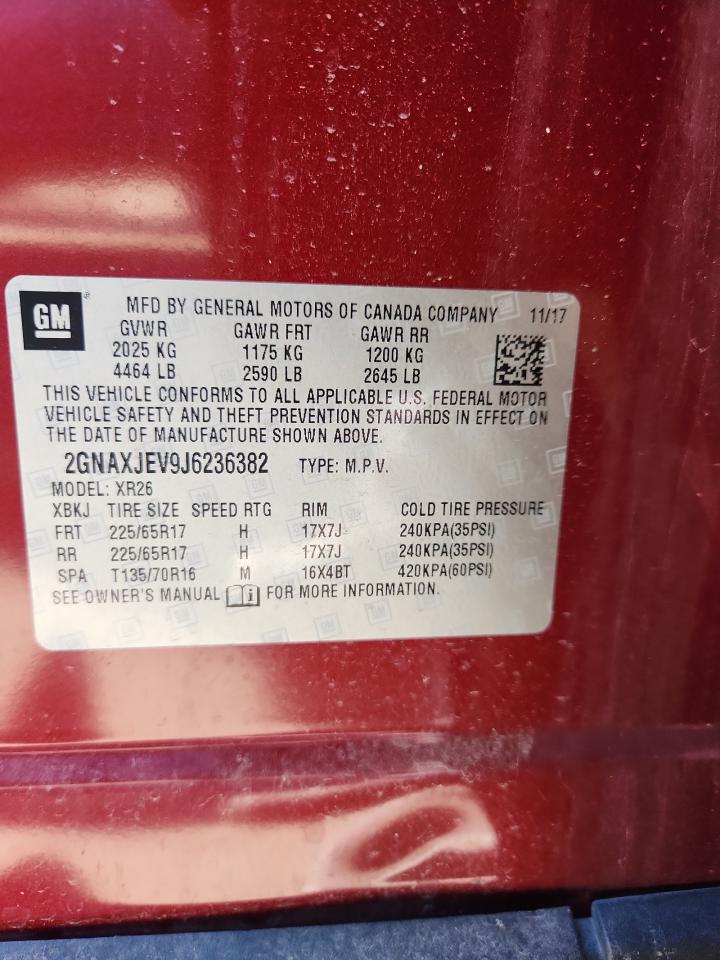 GM MFD BY GENERAL MOTORS OF CANADA COMPANY 11/17
GVWR GAWR FRT GAWR RR
2025 KG 1175 KG 1200 KG
4464 LB 2590 LB 2645 LB
THIS VEHICLE CONFORMS TO ALL APPLICABLE U.S. FEDERAL MOTOR
VEHICLE SAFETY AND THEFT PREVENTION STANDARDS IN EFFECT ON
THE DATE OF MANUFACTURE SHOWN ABOVE.
2GNAXJEV9J6236382 TYPE: M.P.V.
MODEL: XR26
XBKJ TIRE SIZE SPEED RTG RIM COLD TIRE PRESSURE
FRT 225/65R17 H 17X7J 240KPA(35PSI)
RR 225/65R17 H 17X7J 240KPA(35PSI)
SPA T135/70R16 M 16X4BT 420KPA(60PSI)
SEE OWNER'S MANUAL i FOR MORE INFORMATION.